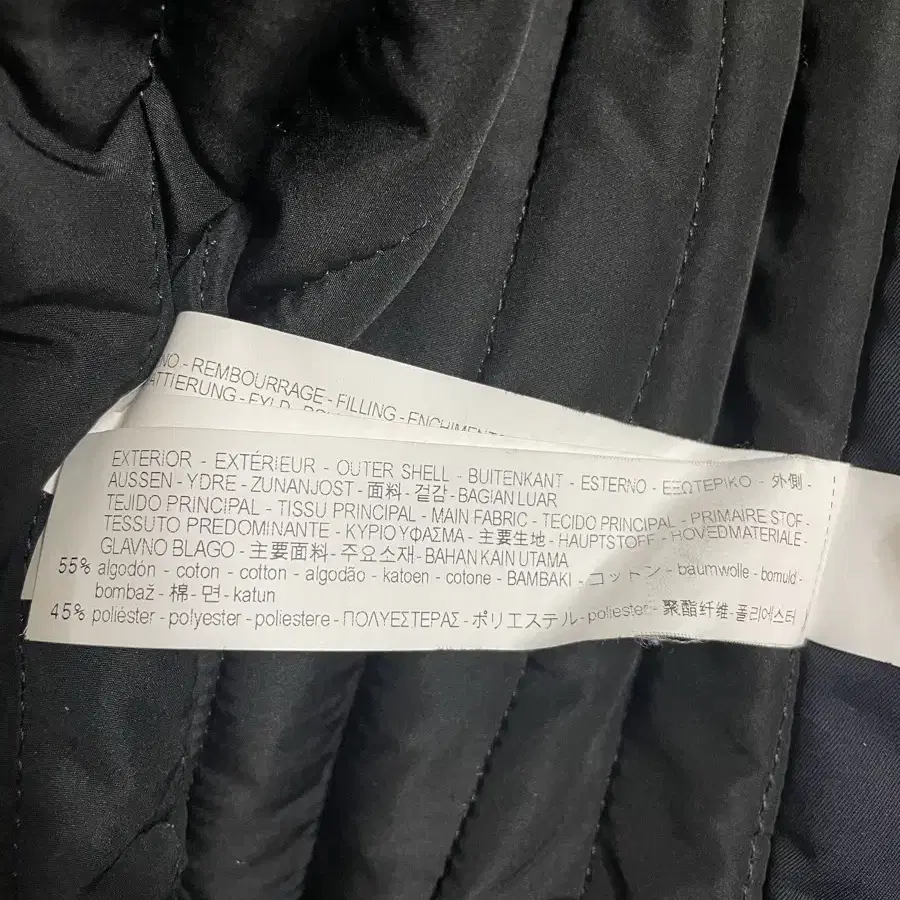 NO - REMBOURRAGE - FILLING - ENCHIMENTO
EXTERIOR - EXTÉRIEUR - OUTER SHELL - BUITENKANT - ESTERNO - ΕΞΩΤΕΡΙΚΟ - 外側 -
AUSSEN - YDRE - ZUNANJOST - 面料 - 겉감 - BAGIAN LUAR
TEJIDO PRINCIPAL - TISSU PRINCIPAL - MAIN FABRIC - TECIDO PRINCIPAL - PRIMAIRE STOF -
TESSUTO PREDOMINANTE - ΚΥΡΙΟ ΥΦΑΣΜΑ - 主要生地 - HAUPTSTOFF - HOVEDMATERIALE -
GLAVNO BLAGO - 主要面料 - 주요소재 - BAHAN KAIN UTAMA
55% algodón - coton - cotton - algodão - katoen - cotone - BAMBAKI - コットン - baumwolle - bomuld -
bombaž - 棉 - 면 - katun
45% poliéster - polyester - poliestere - ΠΟΛΥΕΣΤΕΡΑΣ - ポリエステル - poliester - 聚酯纤维 - 폴리에스터